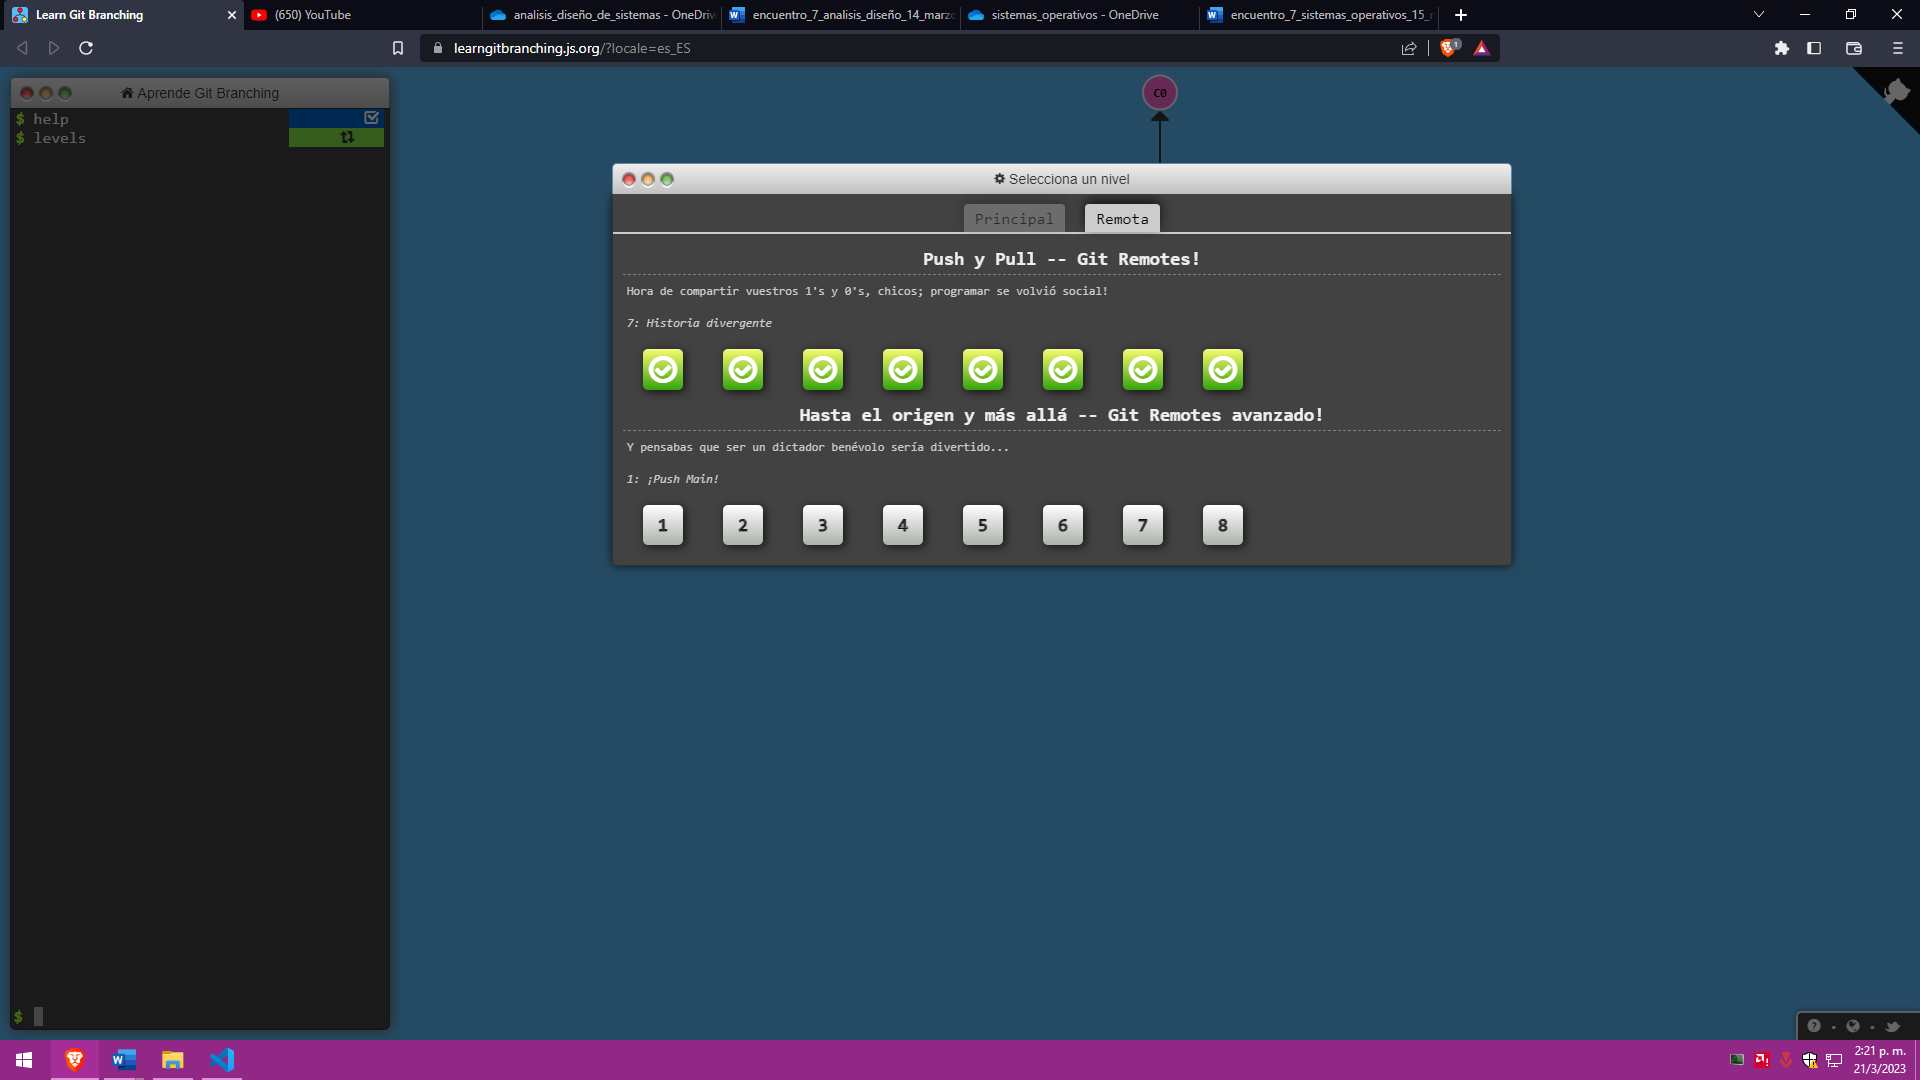 Learn Git Branching
(650) YouTube
analisis_diseño_de_sistemas - OneDriv
encuentro_7_analisis_diseño_14_marzo
sistemas_operativos - OneDrive
encuentro_7_sistemas_operativos_15_
learngitbranching.js.org/?locale=es_ES
1
Aprende Git Branching
$ help
$ levels
$
C0
Selecciona un nivel
Principal
Remota
Push y Pull -- Git Remotes!
Hora de compartir vuestros 1's y 0's, chicos; programar se volvió social!
7: Historia divergente
Hasta el origen y más allá -- Git Remotes avanzado!
Y pensabas que ser un dictador benévolo sería divertido...
1: ¡Push Main!
1 2 3 4 5 6 7 8
2:21 p. m.
21/3/2023